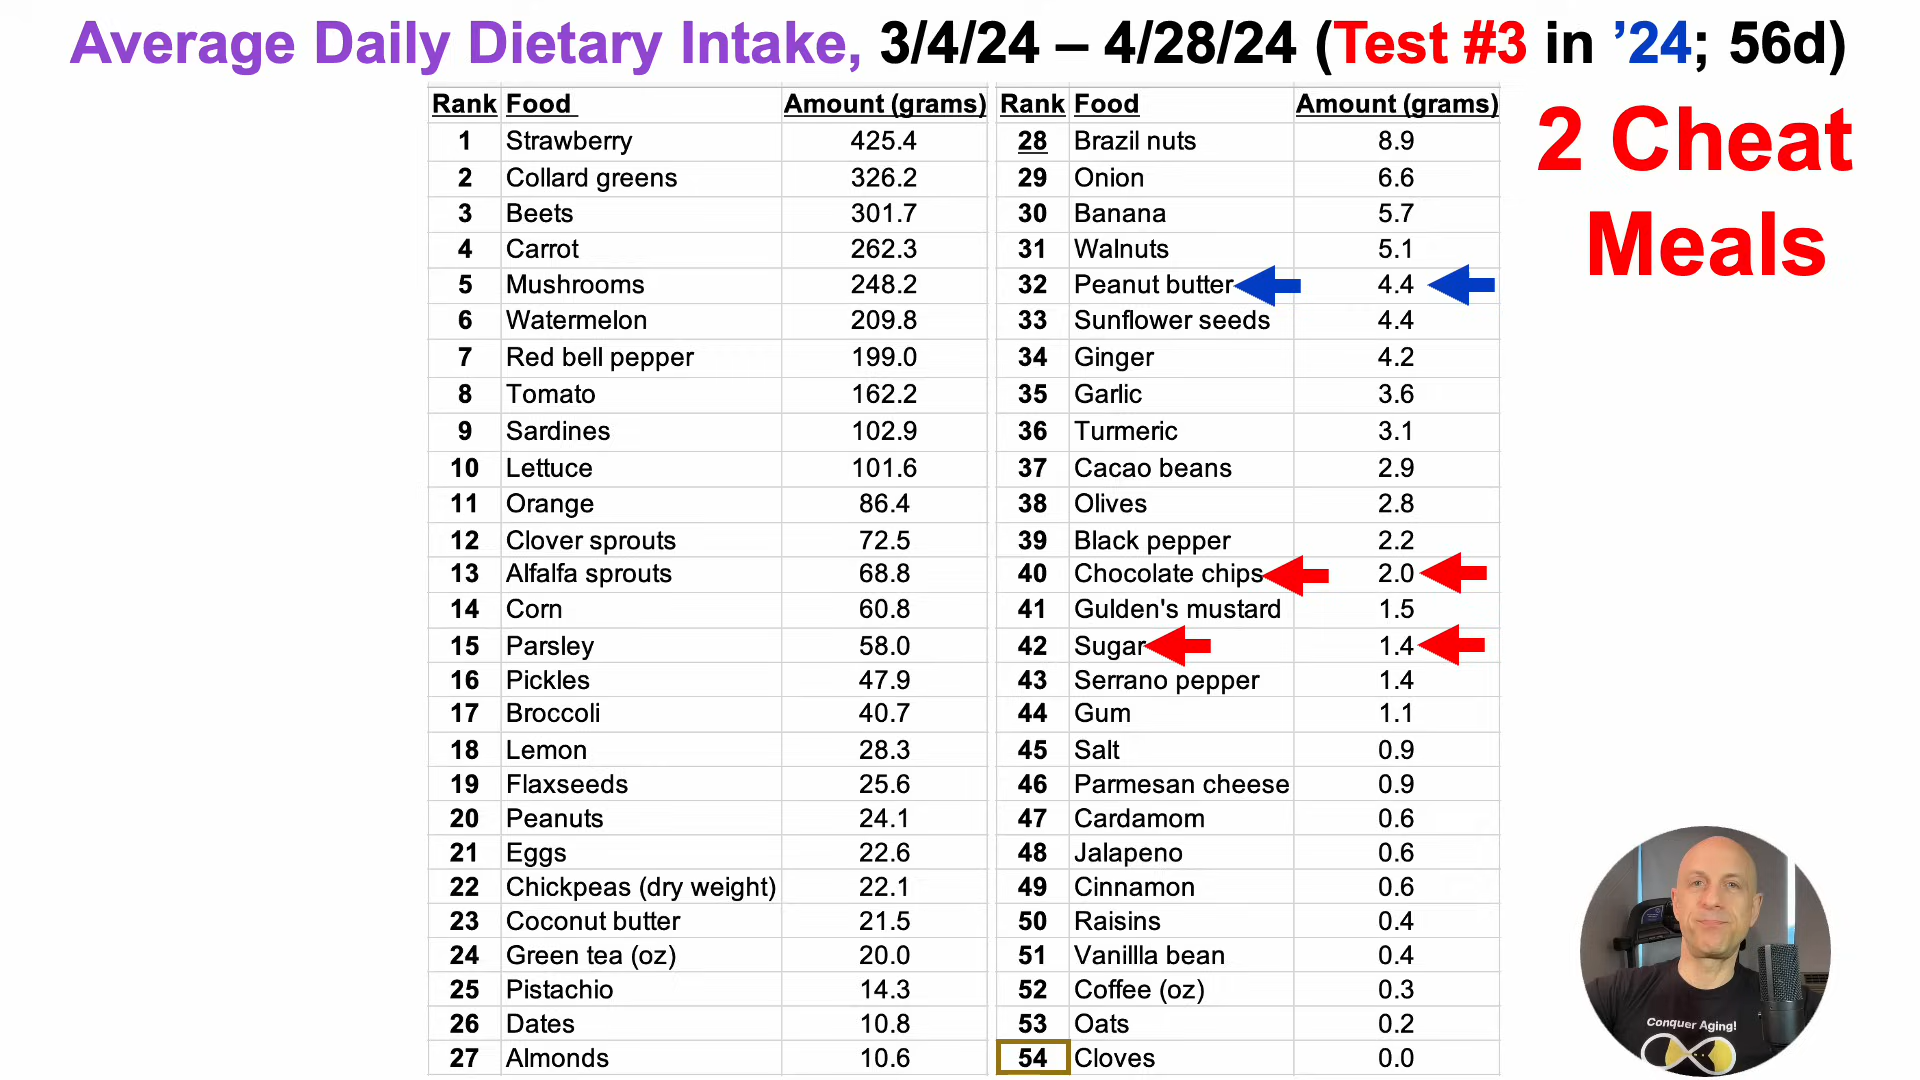 Average Daily Dietary Intake, 3/4/24 – 4/28/24 (Test #3 in ’24; 56d)
2 Cheat
Meals
Rank Food Amount (grams)
1 Strawberry 425.4
2 Collard greens 326.2
3 Beets 301.7
4 Carrot 262.3
5 Mushrooms 248.2
6 Watermelon 209.8
7 Red bell pepper 199.0
8 Tomato 162.2
9 Sardines 102.9
10 Lettuce 101.6
11 Orange 86.4
12 Clover sprouts 72.5
13 Alfalfa sprouts 68.8
14 Corn 60.8
15 Parsley 58.0
16 Pickles 47.9
17 Broccoli 40.7
18 Lemon 28.3
19 Flaxseeds 25.6
20 Peanuts 24.1
21 Eggs 22.6
22 Chickpeas (dry weight) 22.1
23 Coconut butter 21.5
24 Green tea (oz) 20.0
25 Pistachio 14.3
26 Dates 10.8
27 Almonds 10.6
Rank Food Amount (grams)
28 Brazil nuts 8.9
29 Onion 6.6
30 Banana 5.7
31 Walnuts 5.1
32 Peanut butter 4.4
33 Sunflower seeds 4.4
34 Ginger 4.2
35 Garlic 3.6
36 Turmeric 3.1
37 Cacao beans 2.9
38 Olives 2.8
39 Black pepper 2.2
40 Chocolate chips 2.0
41 Gulden's mustard 1.5
42 Sugar 1.4
43 Serrano pepper 1.4
44 Gum 1.1
45 Salt 0.9
46 Parmesan cheese 0.9
47 Cardamom 0.6
48 Jalapeno 0.6
49 Cinnamon 0.6
50 Raisins 0.4
51 Vanillla bean 0.4
52 Coffee (oz) 0.3
53 Oats 0.2
54 Cloves 0.0
Conquer Aging!